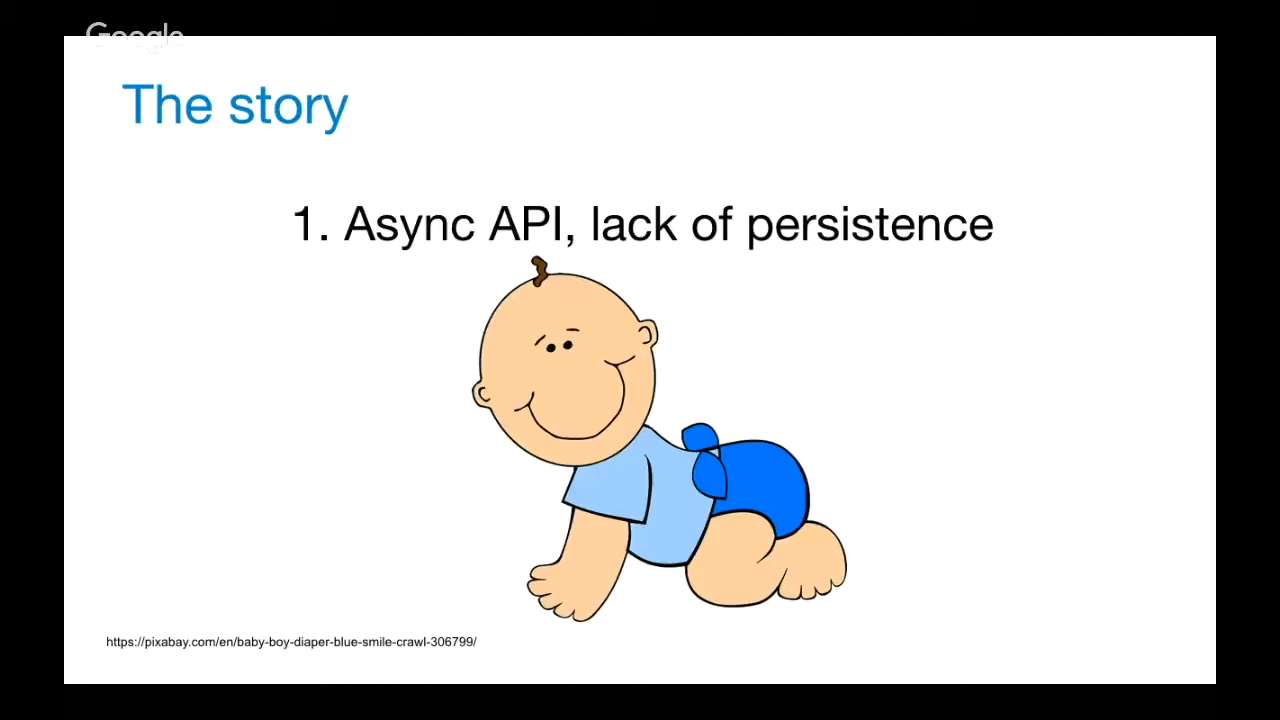 Google
The story
1. Async API, lack of persistence
https://pixabay.com/en/baby-boy-diaper-blue-smile-crawl-306799/